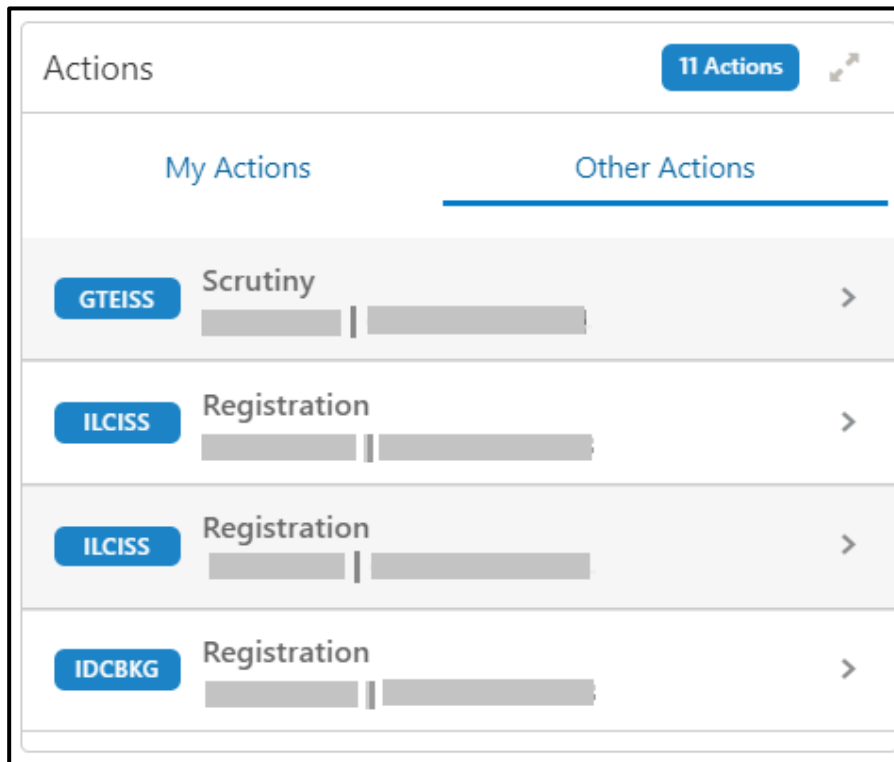 Actions
11 Actions
My Actions
Other Actions
GTEISS
Scrutiny
ILCISS
Registration
ILCISS
Registration
IDCBKG
Registration